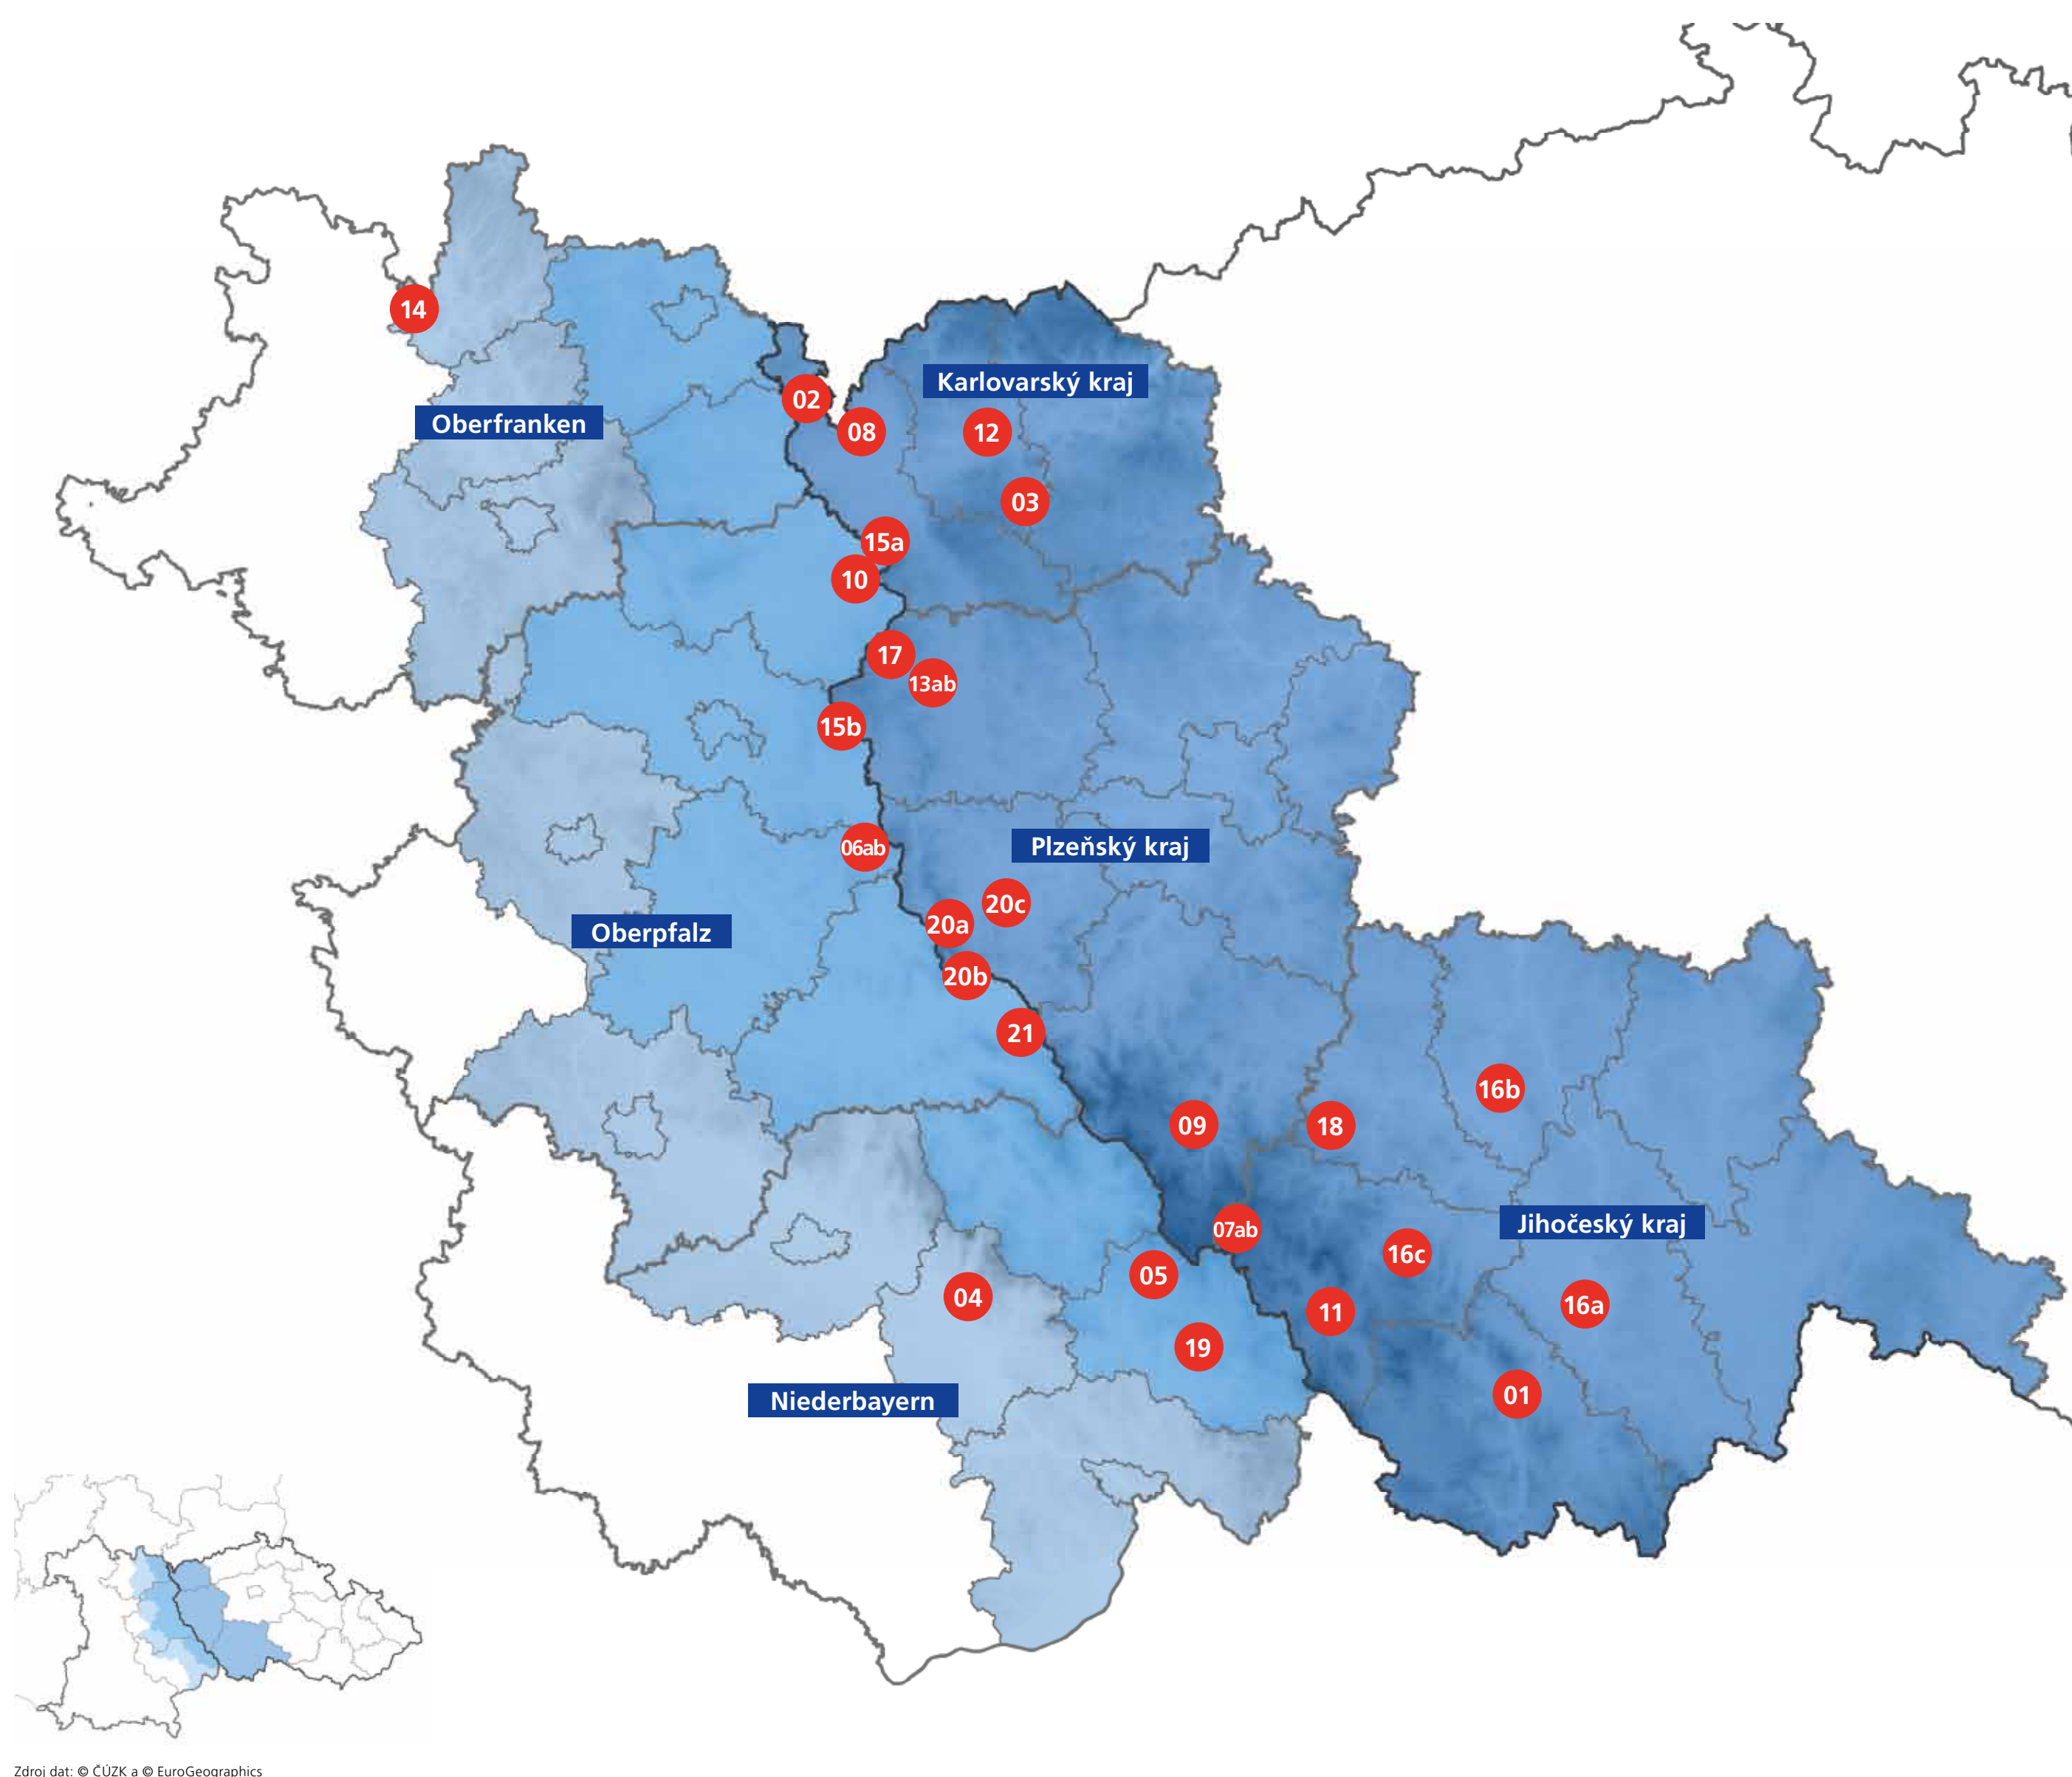 14
Karlovarský kraj
02
Oberfranken
08
12
03
15a
10
17
13ab
15b
Plzeňský kraj
06ab
20c
20a
Oberpfalz
20b
21
16b
09
18
Jihočeský kraj
07ab
16c
05
04
16a
11
19
01
Niederbayern
Zdroj dat: © ČÚZK a © EuroGeographics